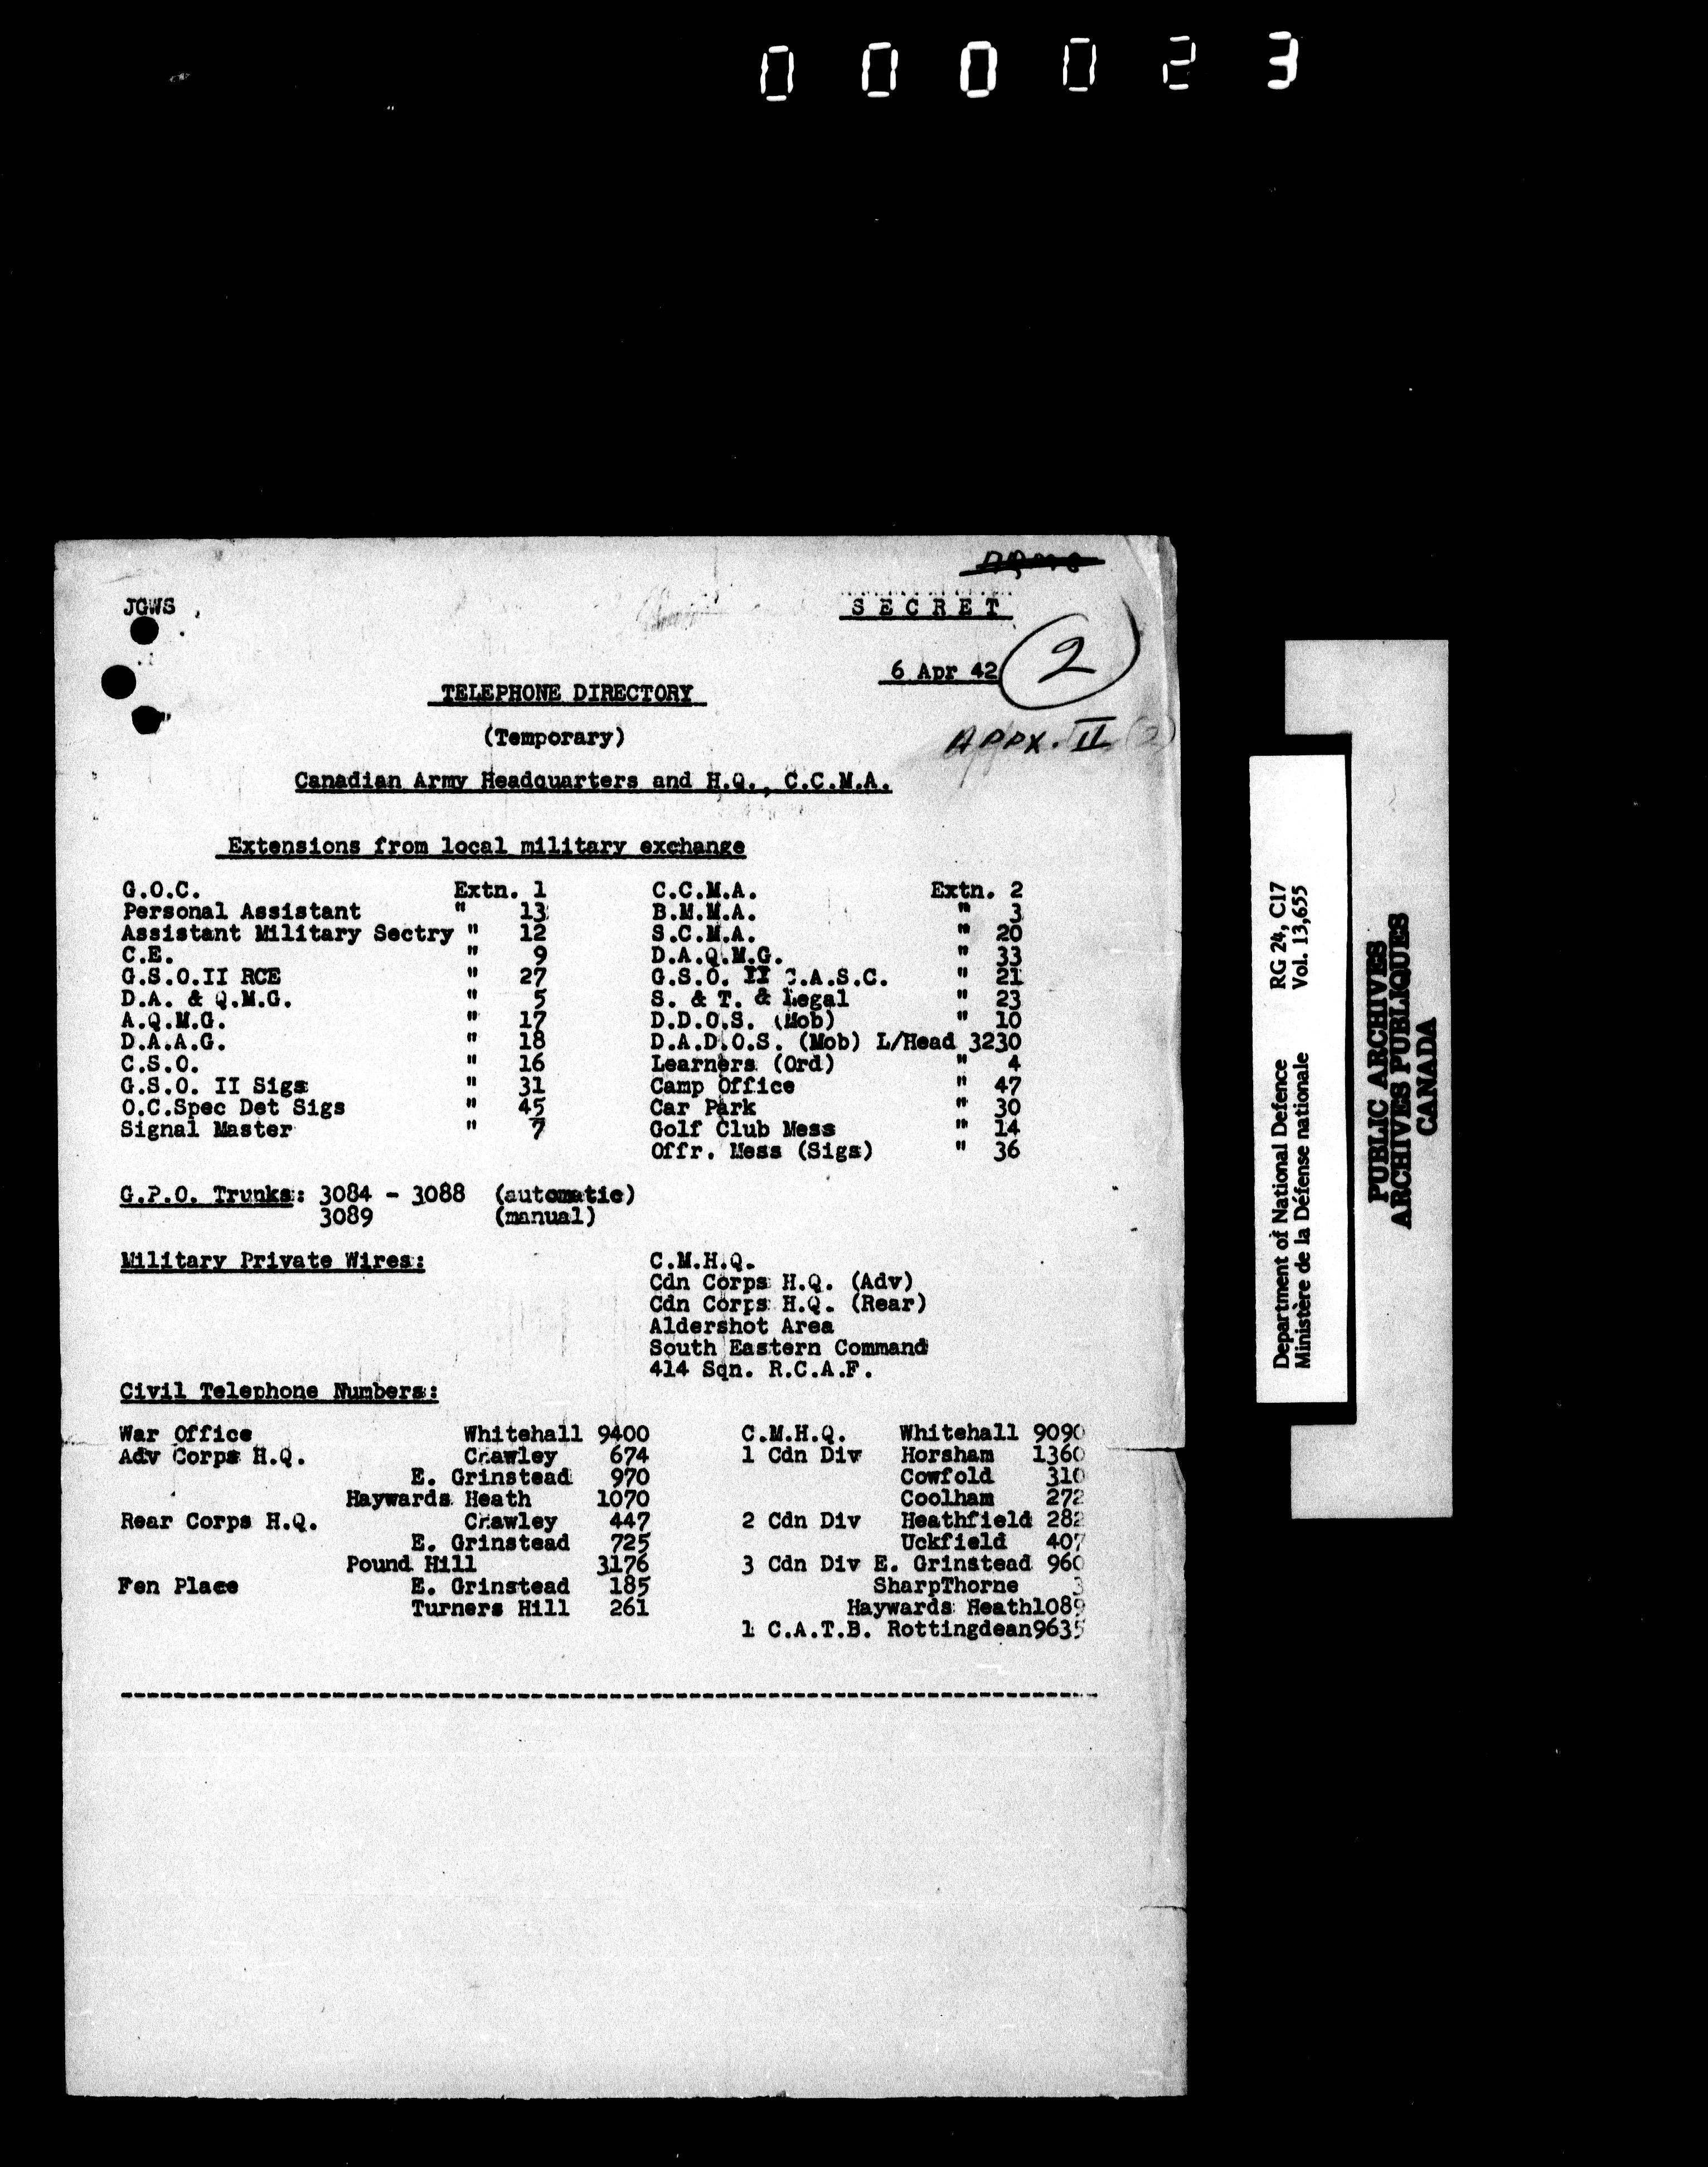 000023
JGWS
SECRET
6 Apr 42
2
TELEPHONE DIRECTORY
(Temporary)
APPX. II (2)
Canadian Army Headquarters and H.Q., C.C.M.A.
Extensions from local military exchange
G.O.C. Extn. 1 C.C.M.A. Extn. 2
Personal Assistant " 13 B.M.M.A. " 3
Assistant Military Sectry " 12 S.C.M.A. " 20
C.E. " 9 D.A.Q.M.G. " 33
G.S.O.II RCE " 27 G.S.O. II C.A.S.C. " 21
D.A. & Q.M.G. " 5 S. & T. & Legal " 23
A.Q.M.G. " 17 D.D.O.S. (Mob) " 10
D.A.A.G. " 18 D.A.D.O.S. (Mob) L/Head 3230
C.S.O. " 16 Learners (Ord) " 4
G.S.O. II Sigs " 31 Camp Office " 47
O.C.Spec Det Sigs " 45 Car Park " 30
Signal Master " 7 Golf Club Mess " 14
Offr. Mess (Sigs) " 36
G.P.O. Trunks: 3084 - 3088 (automatic)
3089 (manual)
Military Private Wires: C.M.H.Q.
Cdn Corps H.Q. (Adv)
Cdn Corps H.Q. (Rear)
Aldershot Area
South Eastern Command
414 Sqn. R.C.A.F.
Civil Telephone Numbers:
War Office Whitehall 9400 C.M.H.Q. Whitehall 9090
Adv Corps H.Q. Crawley 674 1 Cdn Div Horsham 1360
E. Grinstead 970 Cowfold 310
Haywards Heath 1070 Coolham 272
Rear Corps H.Q. Crawley 447 2 Cdn Div Heathfield 282
E. Grinstead 725 Uckfield 407
Pound Hill 3176 3 Cdn Div E. Grinstead 960
Fen Place E. Grinstead 185 SharpThorne 3
Turners Hill 261 Haywards Heath1089
1 C.A.T.B. Rottingdean9635
Department of National Defence RG 24, C17
Ministère de la Défense nationale Vol. 13,655
PUBLIC ARCHIVES
ARCHIVES PUBLIQUES
CANADA